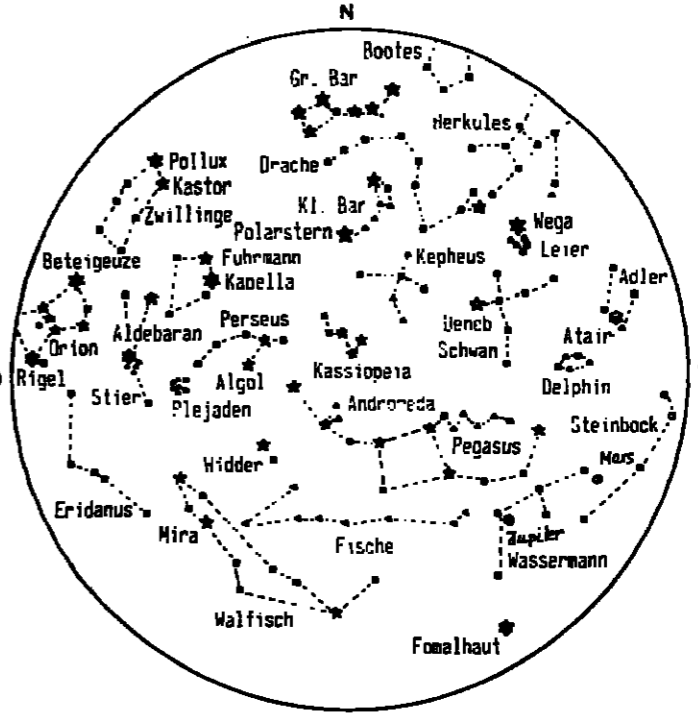 N
Bootes
Gr. Bar
Herkules
Drache
Pollux
Kastor
Zwillinge
Kl. Bar
Wega
Leier
Polarstern
Beteigeuze
Fuhrmann
Kapella
Kepheus
Adler
Perseus
Deneb
Schwan
Atair
Aldebaran
Orion
Rigel
Algol
Kassiopeia
Delphin
Stier
Plejaden
Andromeda
Steinbock
Pegasus
Widder
Mars
Eridanus
Mira
Fische
Jupiter
Wassermann
Walfisch
Fomalhaut